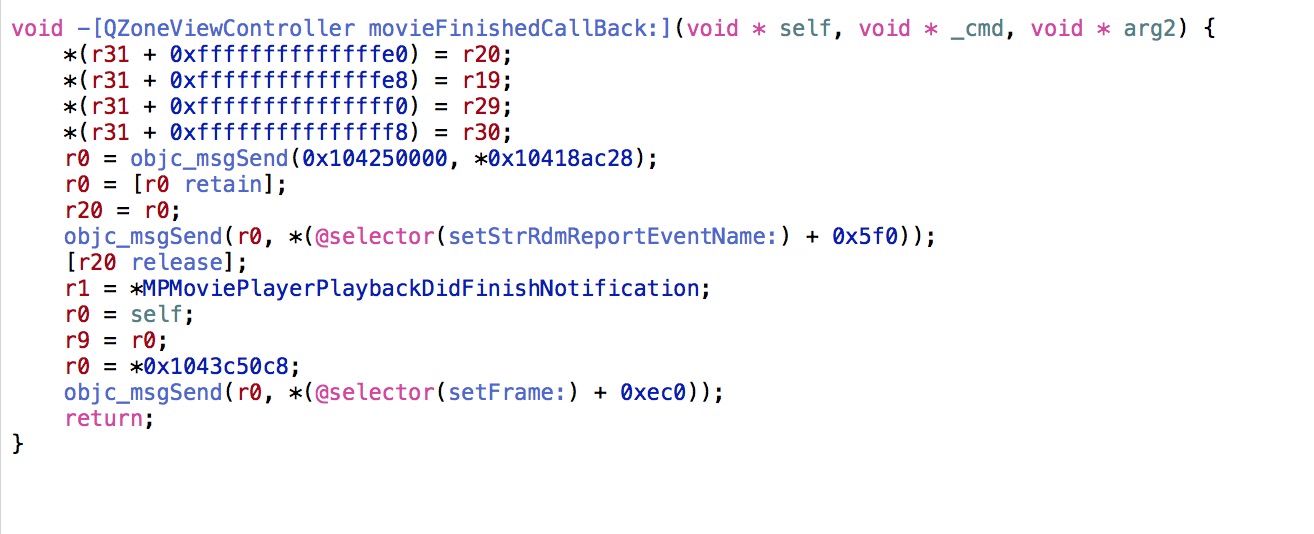 void -[QZoneViewController movieFinishedCallBack:](void * self, void * _cmd, void * arg2) {
    *(r31 + 0xffffffffffffffe0) = r20;
    *(r31 + 0xffffffffffffffe8) = r19;
    *(r31 + 0xfffffffffffffff0) = r29;
    *(r31 + 0xfffffffffffffff8) = r30;
    r0 = objc_msgSend(0x104250000, *0x10418ac28);
    r0 = [r0 retain];
    r20 = r0;
    objc_msgSend(r0, *(@selector(setStrRdmReportEventName:) + 0x5f0));
    [r20 release];
    r1 = *MPMoviePlayerPlaybackDidFinishNotification;
    r0 = self;
    r9 = r0;
    r0 = *0x1043c50c8;
    objc_msgSend(r0, *(@selector(setFrame:) + 0xec0));
    return;
}